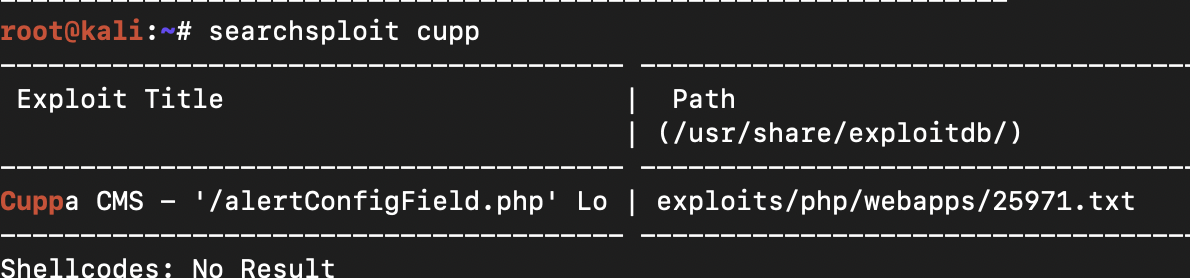 root@kali:~# searchsploit cupp
--------------------------------------- ----------------------------------
 Exploit Title                         |  Path
                                       | (/usr/share/exploitdb/)
--------------------------------------- ----------------------------------
Cuppa CMS - '/alertConfigField.php' Lo | exploits/php/webapps/25971.txt
--------------------------------------- ----------------------------------
Shellcodes: No Result